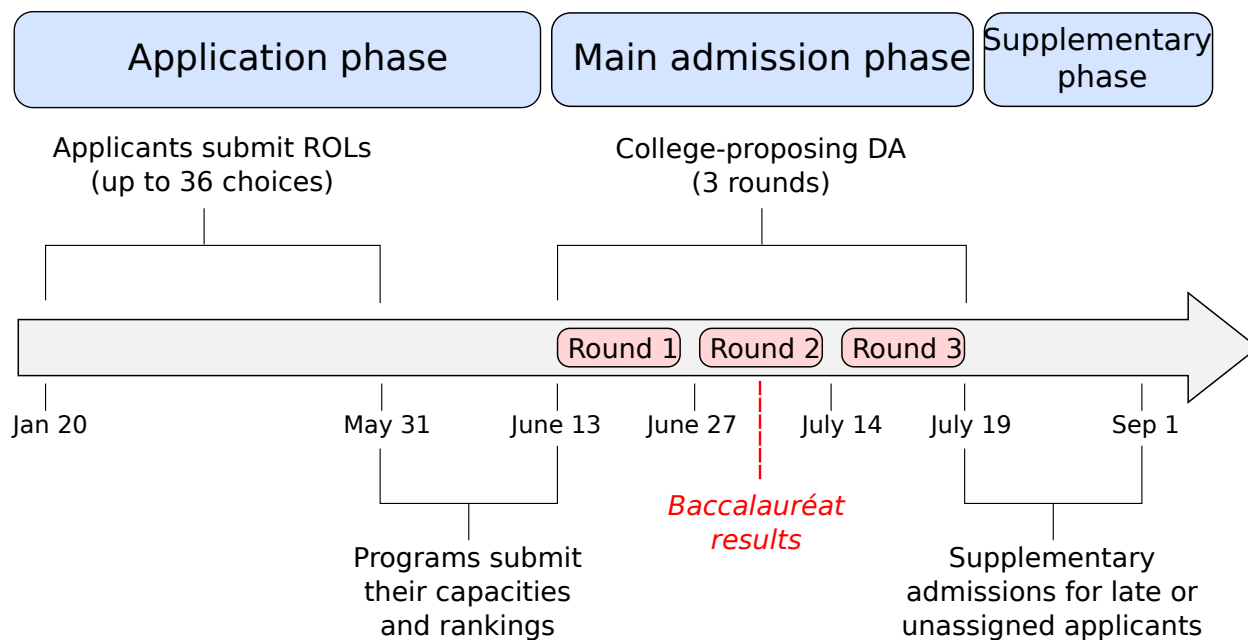 Application phase
Main admission phase
Supplementary
phase
Applicants submit ROLs
(up to 36 choices)
College-proposing DA
(3 rounds)
Round 1
Round 2
Round 3
Jan 20
May 31
June 13
June 27
July 14
July 19
Sep 1
Baccalauréat
results
Programs submit
their capacities
and rankings
Supplementary
admissions for late or
unassigned applicants